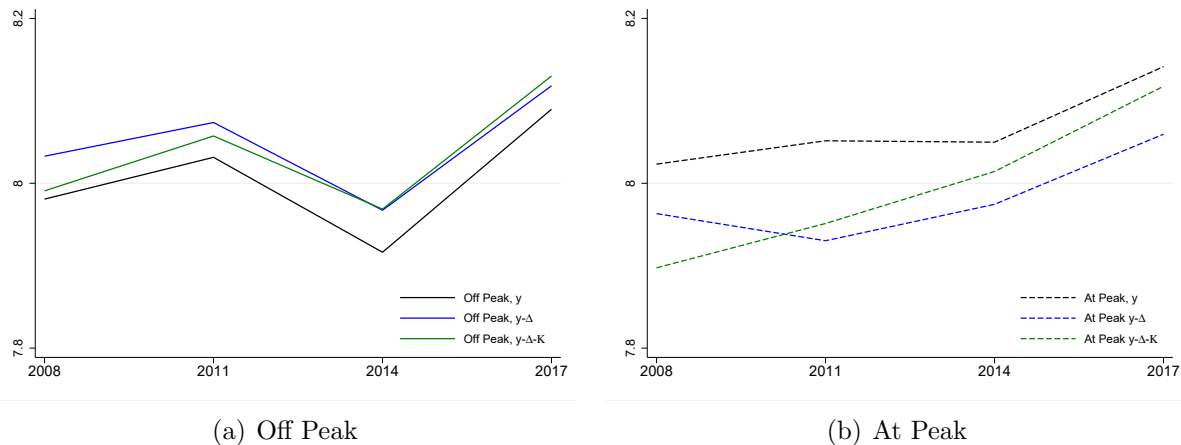 8.2
8
7.8
2008 2011 2014 2017
Off Peak, y
Off Peak, y-Δ
Off Peak, y-Δ-K
(a) Off Peak
8.2
8
7.8
2008 2011 2014 2017
At Peak, y
At Peak y-Δ
At Peak y-Δ-K
(b) At Peak